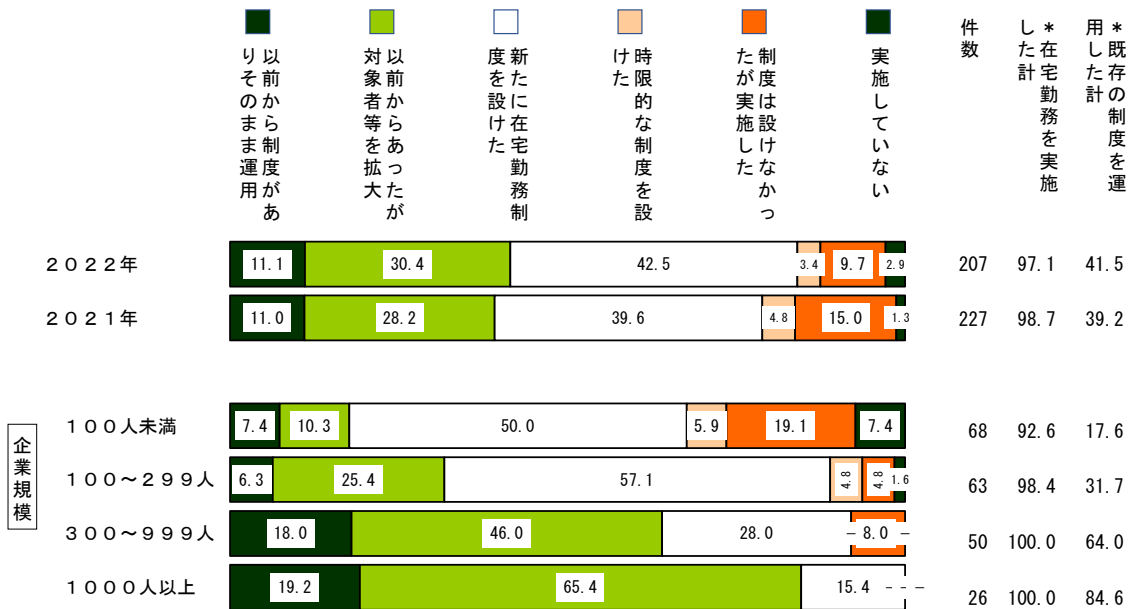 以前から制度があ
りそのまま運用
以前からあったが
対象者等を拡大
新たに在宅勤務制
度を設けた
時限的な制度を設
けた
制度は設けなかっ
たが実施した
実施していない
件数
*在宅勤務を実施
した計
*既存の制度を運
用した計
2022年 11.1 30.4 42.5 3.4 9.7 2.9 207 97.1 41.5
2021年 11.0 28.2 39.6 4.8 15.0 1.3 227 98.7 39.2
企業規模
100人未満 7.4 10.3 50.0 5.9 19.1 7.4 68 92.6 17.6
100~299人 6.3 25.4 57.1 4.8 4.8 1.6 63 98.4 31.7
300~999人 18.0 46.0 28.0 - 8.0 - 50 100.0 64.0
1000人以上 19.2 65.4 15.4 - - - 26 100.0 84.6